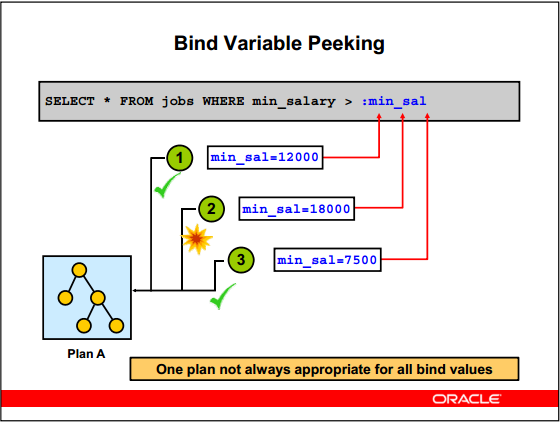 Bind Variable Peeking
SELECT * FROM jobs WHERE min_salary > :min_sal
1
min_sal=12000
2
min_sal=18000
3
min_sal=7500
Plan A
One plan not always appropriate for all bind values
ORACLE